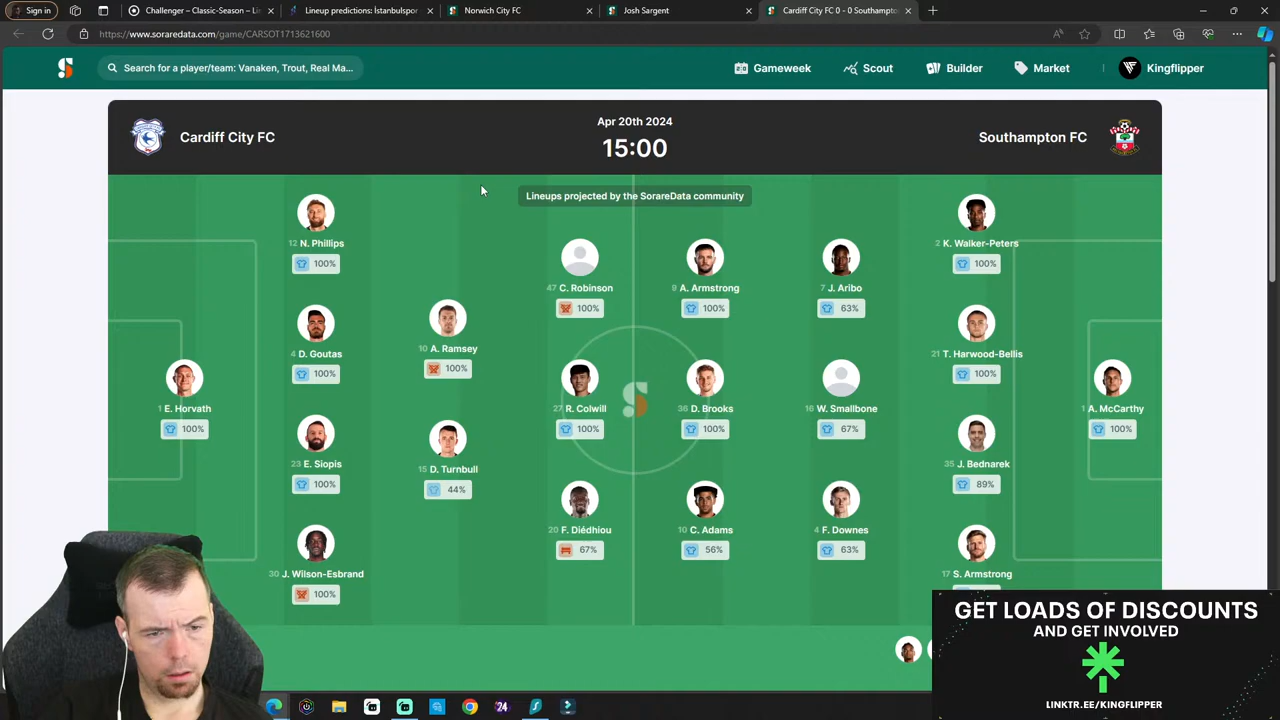 Sign in
Challenger – Classic-Season – Lin
Lineup predictions: İstanbulspor
Norwich City FC
Josh Sargent
Cardiff City FC 0 - 0 Southampton
https://www.soraredata.com/game/CARSOT1713621600
Search for a player/team: Vanaken, Trout, Real Ma...
Gameweek
Scout
Builder
Market
Kingflipper
Cardiff City FC
Apr 20th 2024
15:00
Southampton FC
Lineups projected by the SorareData community
12 N. Phillips
100%
4 D. Goutas
100%
1 E. Horvath
100%
23 E. Siopis
100%
30 J. Wilson-Esbrand
100%
10 A. Ramsey
100%
15 D. Turnbull
44%
47 C. Robinson
100%
27 R. Colwill
100%
20 F. Diédhiou
67%
9 A. Armstrong
100%
36 D. Brooks
100%
10 C. Adams
56%
7 J. Aribo
63%
16 W. Smallbone
67%
4 F. Downes
63%
2 K. Walker-Peters
100%
21 T. Harwood-Bellis
100%
35 J. Bednarek
89%
17 S. Armstrong
1 A. McCarthy
100%
GET LOADS OF DISCOUNTS
AND GET INVOLVED
LINKTR.EE/KINGFLIPPER
24